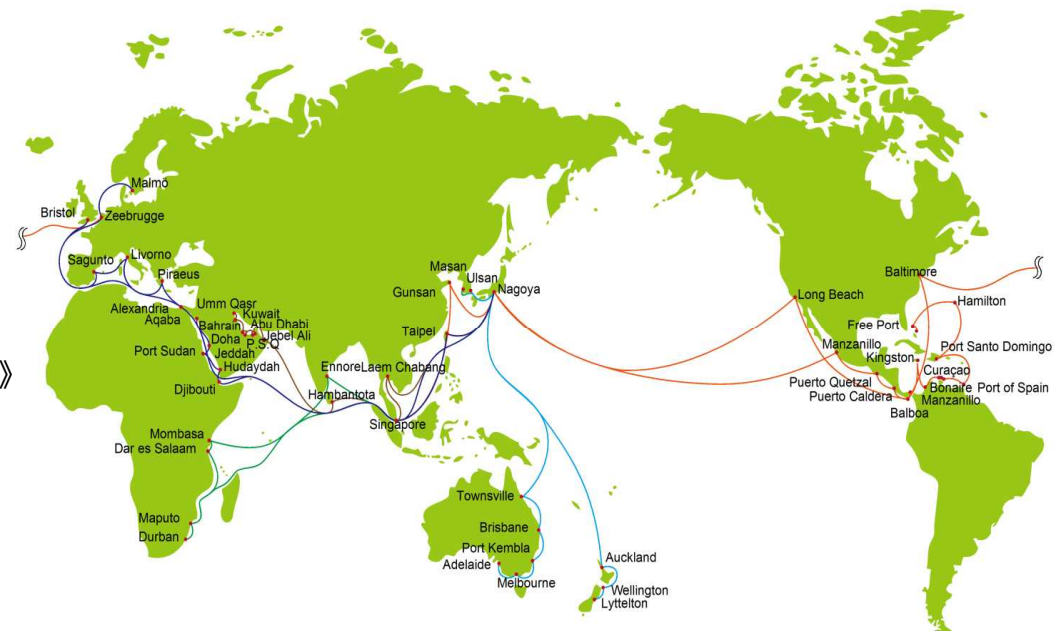 Malmö
Bristol
Zeebrugge
Sagunto
Livorno
Piraeus
Alexandria
Aqaba
Umm Qasr
Kuwait
Bahrain
Abu Dhabi
Doha
Jebel Ali
P.S.Q
Port Sudan
Jeddah
Hudaydah
Djibouti
Mombasa
Dar es Salaam
Maputo
Durban
Ennore
Laem Chabang
Hambantota
Singapore
Masan
Ulsan
Gunsan
Nagoya
Taipei
Townsville
Brisbane
Port Kembla
Adelaide
Melbourne
Auckland
Wellington
Lyttelton
Long Beach
Baltimore
Hamilton
Free Port
Manzanillo
Port Santo Domingo
Kingston
Curaçao
Puerto Quetzal
Bonaire
Port of Spain
Puerto Caldera
Manzanillo
Balboa